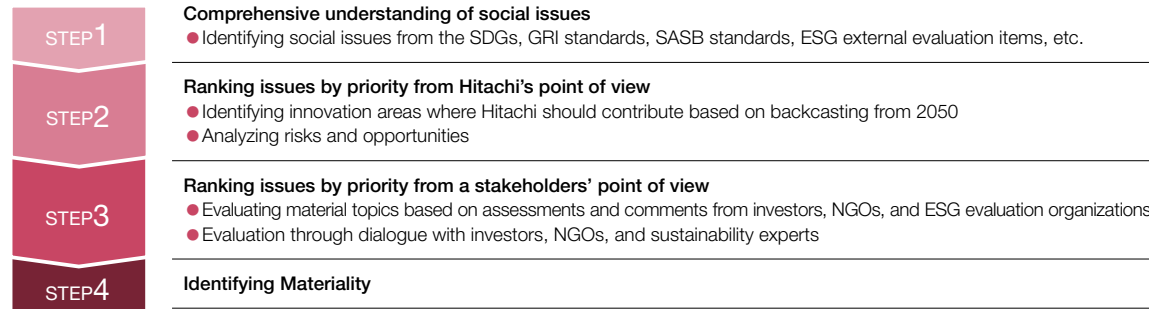 STEP1
Comprehensive understanding of social issues
●Identifying social issues from the SDGs, GRI standards, SASB standards, ESG external evaluation items, etc.
STEP2
Ranking issues by priority from Hitachi's point of view
●Identifying innovation areas where Hitachi should contribute based on backcasting from 2050
●Analyzing risks and opportunities
STEP3
Ranking issues by priority from a stakeholders' point of view
●Evaluating material topics based on assessments and comments from investors, NGOs, and ESG evaluation organizations
●Evaluation through dialogue with investors, NGOs, and sustainability experts
STEP4
Identifying Materiality